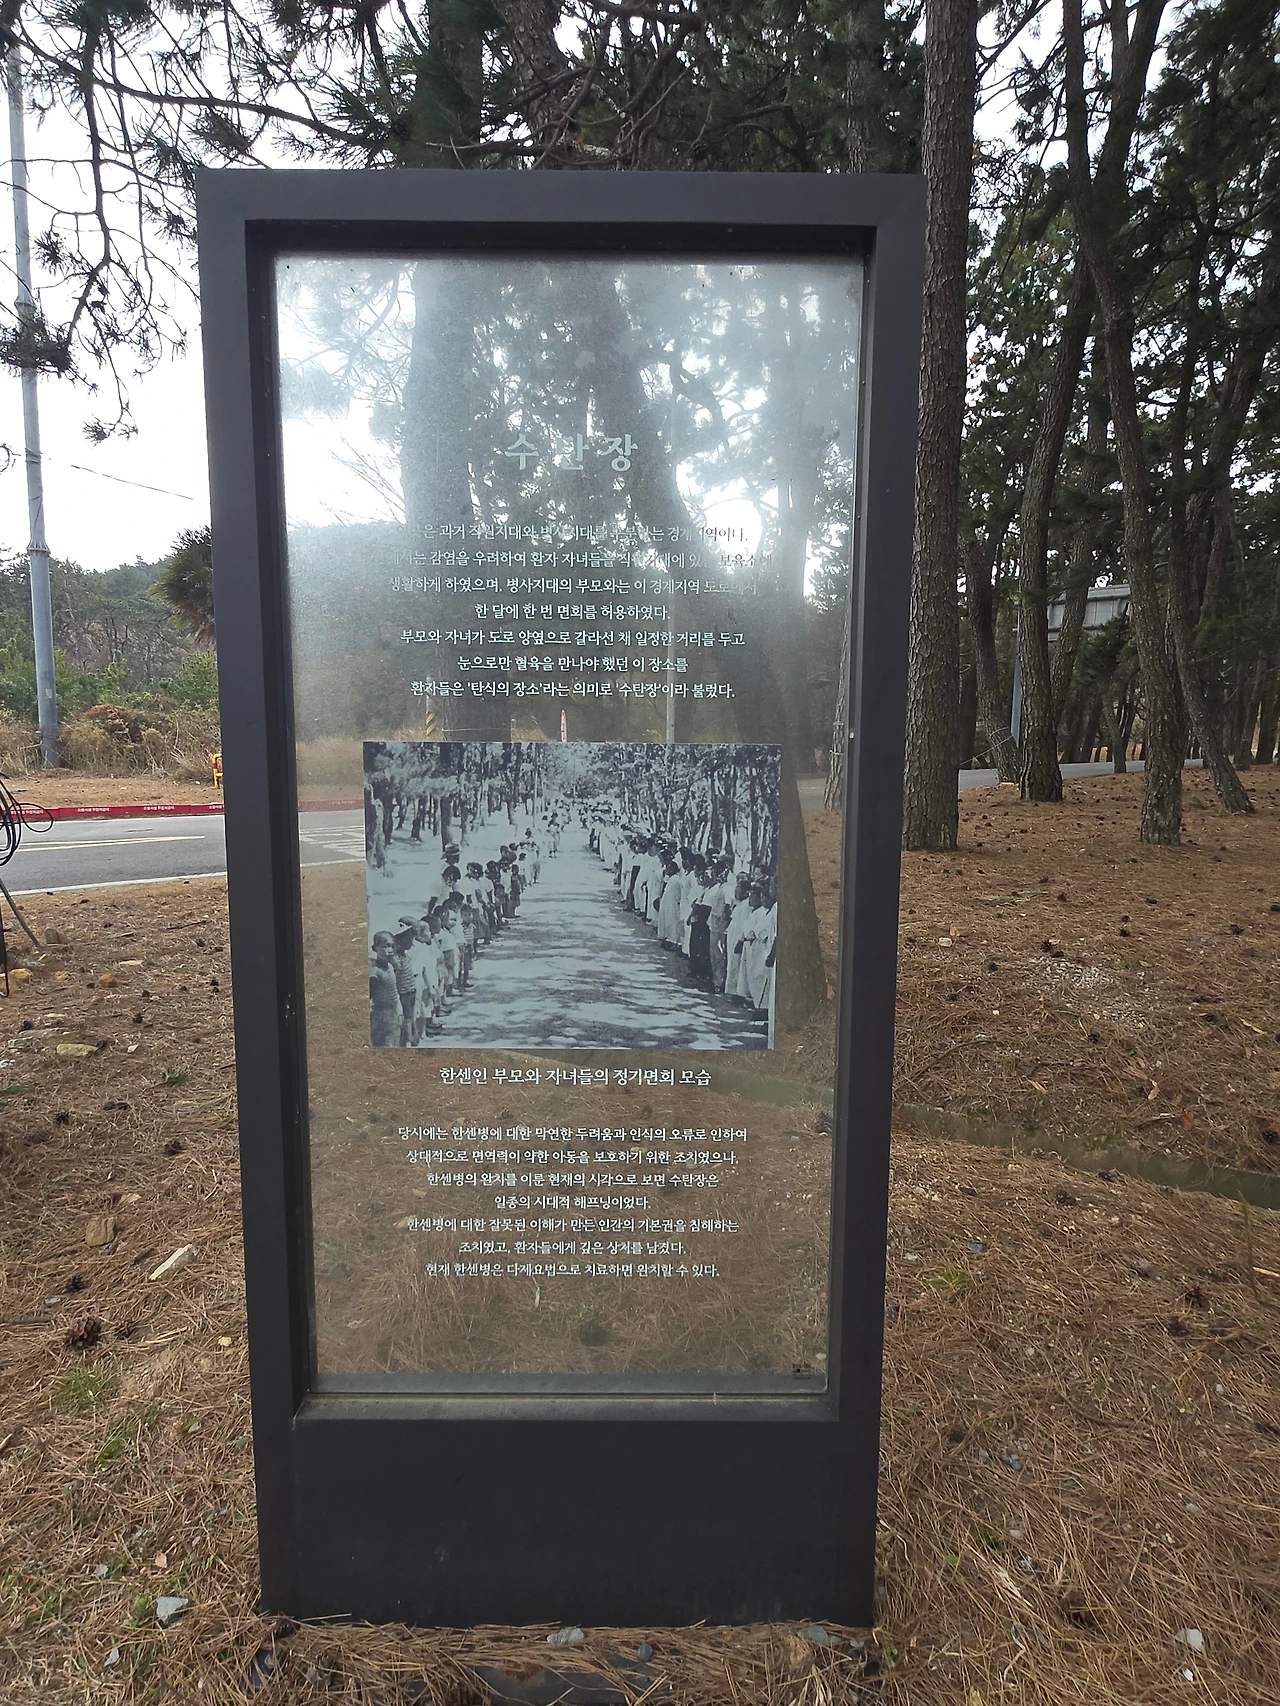 수탄장
은 과거 직원지대와 병사지대를 경계지역이다.
감염을 우려하여 환자 자녀들을 직원지대에 보육소에
생활하게 하였으며, 병사지대의 부모와는 이 경계지역 도로에서
한 달에 한 번 면회를 허용하였다.
부모와 자녀가 도로 양옆으로 갈라선 채 일정한 거리를 두고
눈으로만 혈육을 만나야 했던 이 장소를
환자들은 '탄식의 장소'라는 의미로 '수탄장'이라 불렀다.
한센인 부모와 자녀들의 정기면회 모습
당시에는 한센병에 대한 막연한 두려움과 인식의 오류로 인하여
상대적으로 면역력이 약한 아동을 보호하기 위한 조치였으나,
한센병의 완치를 이룬 현재의 시각으로 보면 수탄장은
일종의 시대적 해프닝이었다.
한센병에 대한 잘못된 이해가 만든 인간의 기본권을 침해하는
조치였고, 환자들에게 깊은 상처를 남겼다.
현재 한센병은 다제요법으로 치료하면 완치할 수 있다.